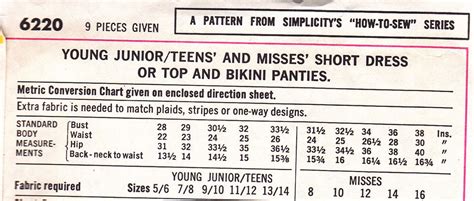 6220 9 PIECES GIVEN A PATTERN FROM SIMPLICITY'S "HOW-TO-SEW" SERIES
YOUNG JUNIOR/TEENS' AND MISSES' SHORT DRESS
OR TOP AND BIKINI PANTIES.
Metric Conversion Chart given on enclosed direction sheet.
Extra fabric is needed to match plaids, stripes or one-way designs.
STANDARD Bust 28 29 30½ 32 33½ 31½ 32½ 34 36 38 Ins.
BODY Waist 22 23 24 25 26 24 25 26½ 28 30 "
MEASURE- Hip 31 32 33½ 35 36½ 33½ 34½ 36 38 40 "
MENTS Back-neck to waist 13½ 14 14½ 15 15⅜ 15¾ 16 16¼ 16½ 16¾ "
YOUNG JUNIOR/TEENS MISSES
Fabric required Sizes 5/6 7/8 9/10 11/12 13/14 8 10 12 14 16